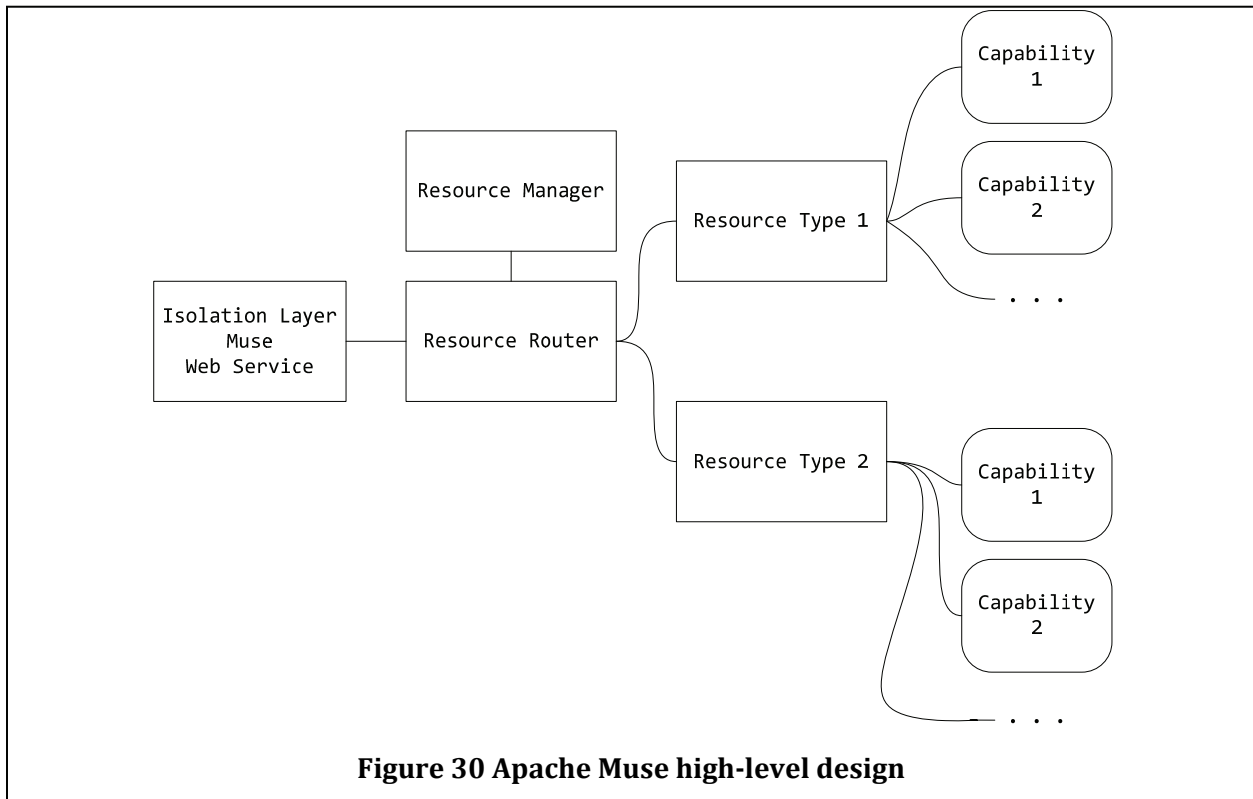 Capability
1
Resource Manager
Capability
2
Resource Type 1
. . .
Isolation Layer
Muse
Web Service
Resource Router
Resource Type 2
Capability
1
Capability
2
. . .
Figure 30 Apache Muse high-level design